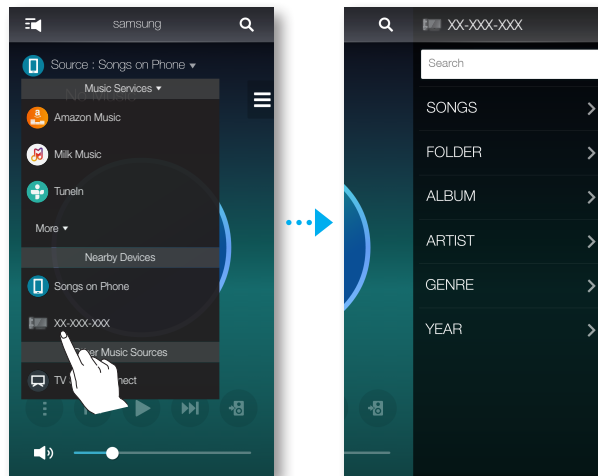 samsung
Source : Songs on Phone
Music Services
Amazon Music
Milk Music
TuneIn
More
Nearby Devices
Songs on Phone
XX-XXX-XXX
Music Sources
TV
XX-XXX-XXX
Search
SONGS
FOLDER
ALBUM
ARTIST
GENRE
YEAR